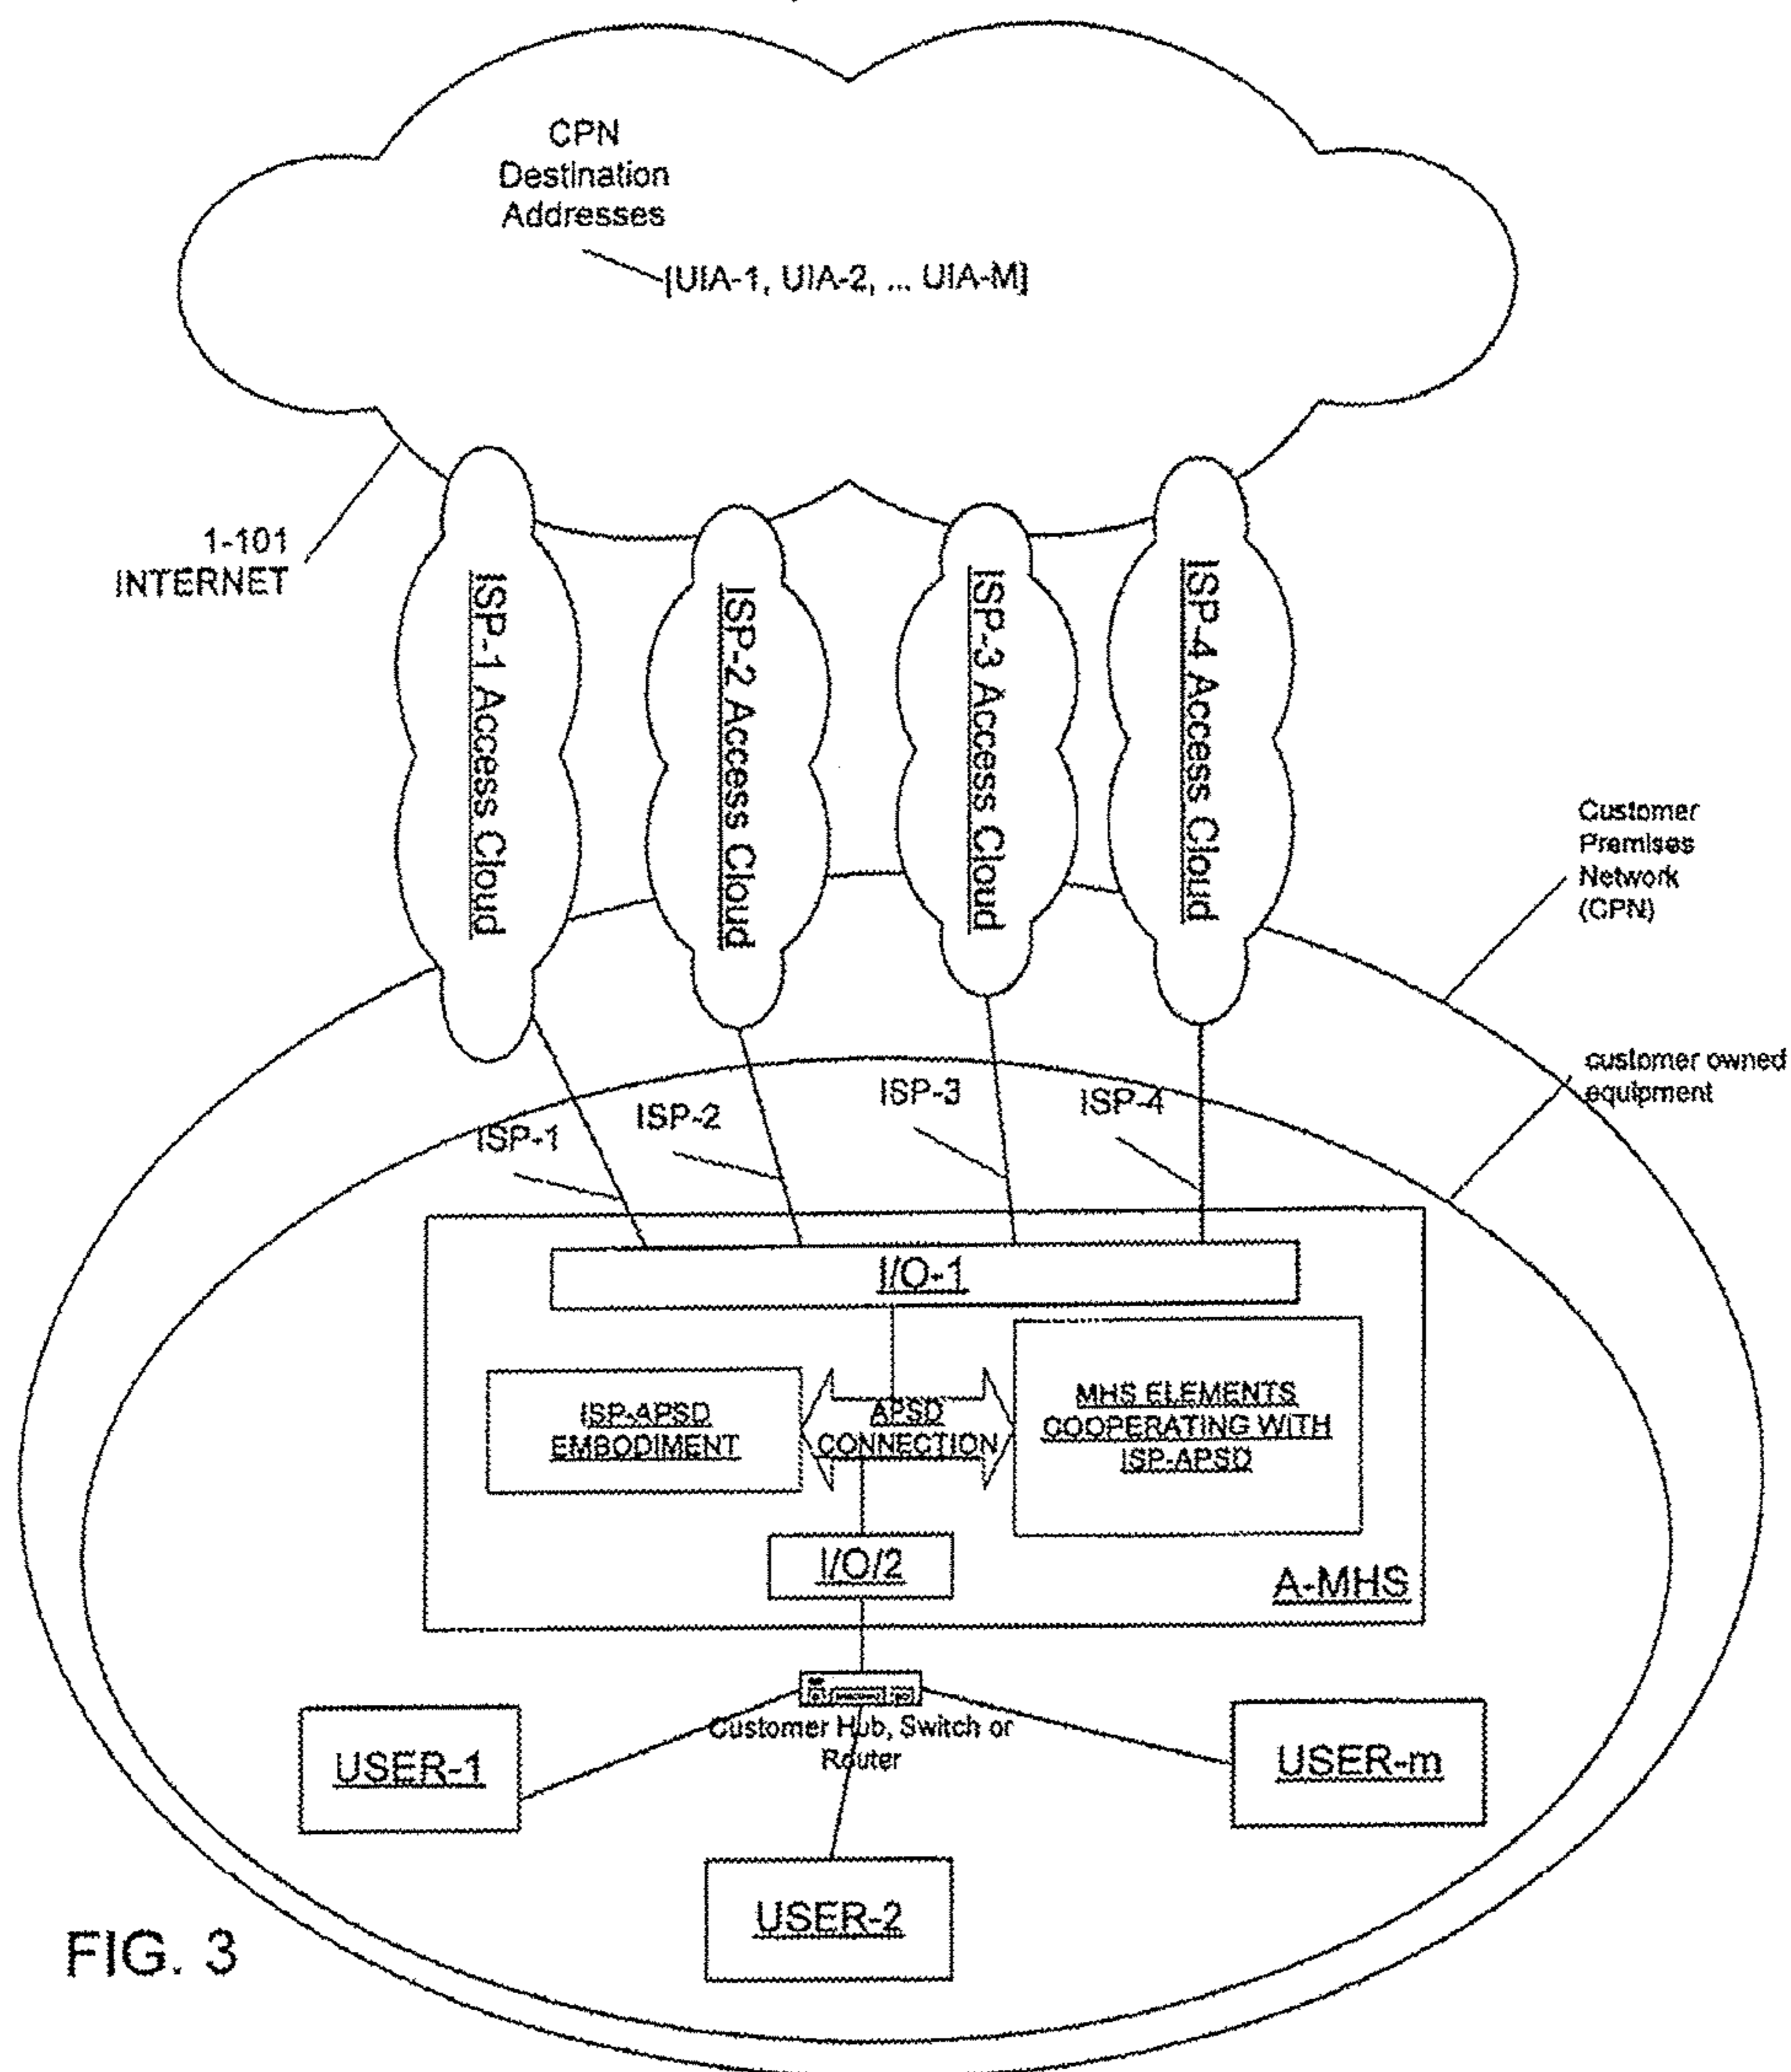 CPN
Destination
Addresses
[UIA-1, UIA-2, ... UIA-M]
1-101
INTERNET
ISP-1 Access Cloud
ISP-2 Access Cloud
ISP-3 Access Cloud
ISP-4 Access Cloud
Customer
Premises
Network
(CPN)
customer owned
equipment
ISP-1
ISP-2
ISP-3
ISP-4
I/O-1
ISP-APSD
EMBODIMENT
APSD
CONNECTION
MHS ELEMENTS
COOPERATING WITH
ISP-APSD
I/O/2
A-MHS
Customer Hub, Switch or
Router
USER-1
USER-m
USER-2
FIG. 3